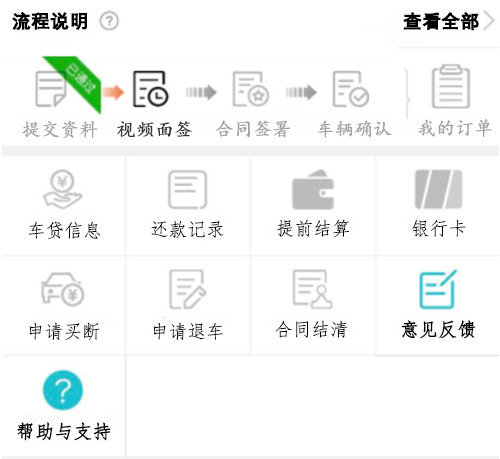 流程说明 ? 查看全部
已通过
提交资料 视频面签 合同签署 车辆确认 我的订单
车贷信息 还款记录 提前结算 银行卡
申请买断 申请退车 合同结清 意见反馈
帮助与支持